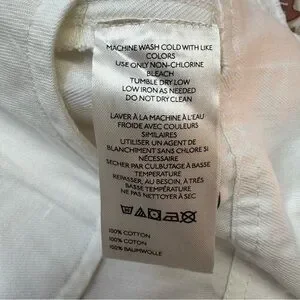 MACHINE WASH COLD WITH LIKE
COLORS
USE ONLY NON-CHLORINE
BLEACH
TUMBLE DRY LOW
LOW IRON AS NEEDED
DO NOT DRY CLEAN
LAVER À LA MACHINE À L'EAU
FROIDE AVEC COULEURS
SIMILAIRES
UTILISER UN AGENT DE
BLANCHIMENT SANS CHLORE SI
NÉCESSAIRE
SÉCHER PAR CULBUTAGE À BASSE
TEMPERATURE
REPASSER, AU BESOIN, À TRÉS
BASSE TEMPÉRATURE
NE PAS NETTOYER À SEC
100% COTTON
100% COTON
100% BAUMWOLLE